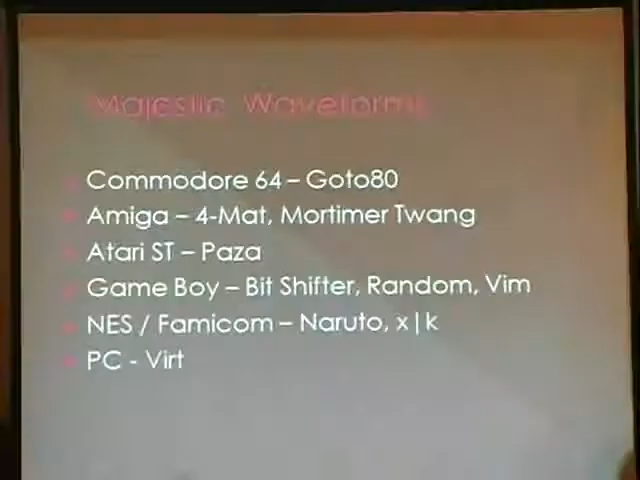 Majestic Waveforms
Commodore 64 – Goto80
Amiga – 4-Mat, Mortimer Twang
Atari ST – Paza
Game Boy – Bit Shifter, Random, Vim
NES / Famicom – Naruto, x|k
PC - Virt